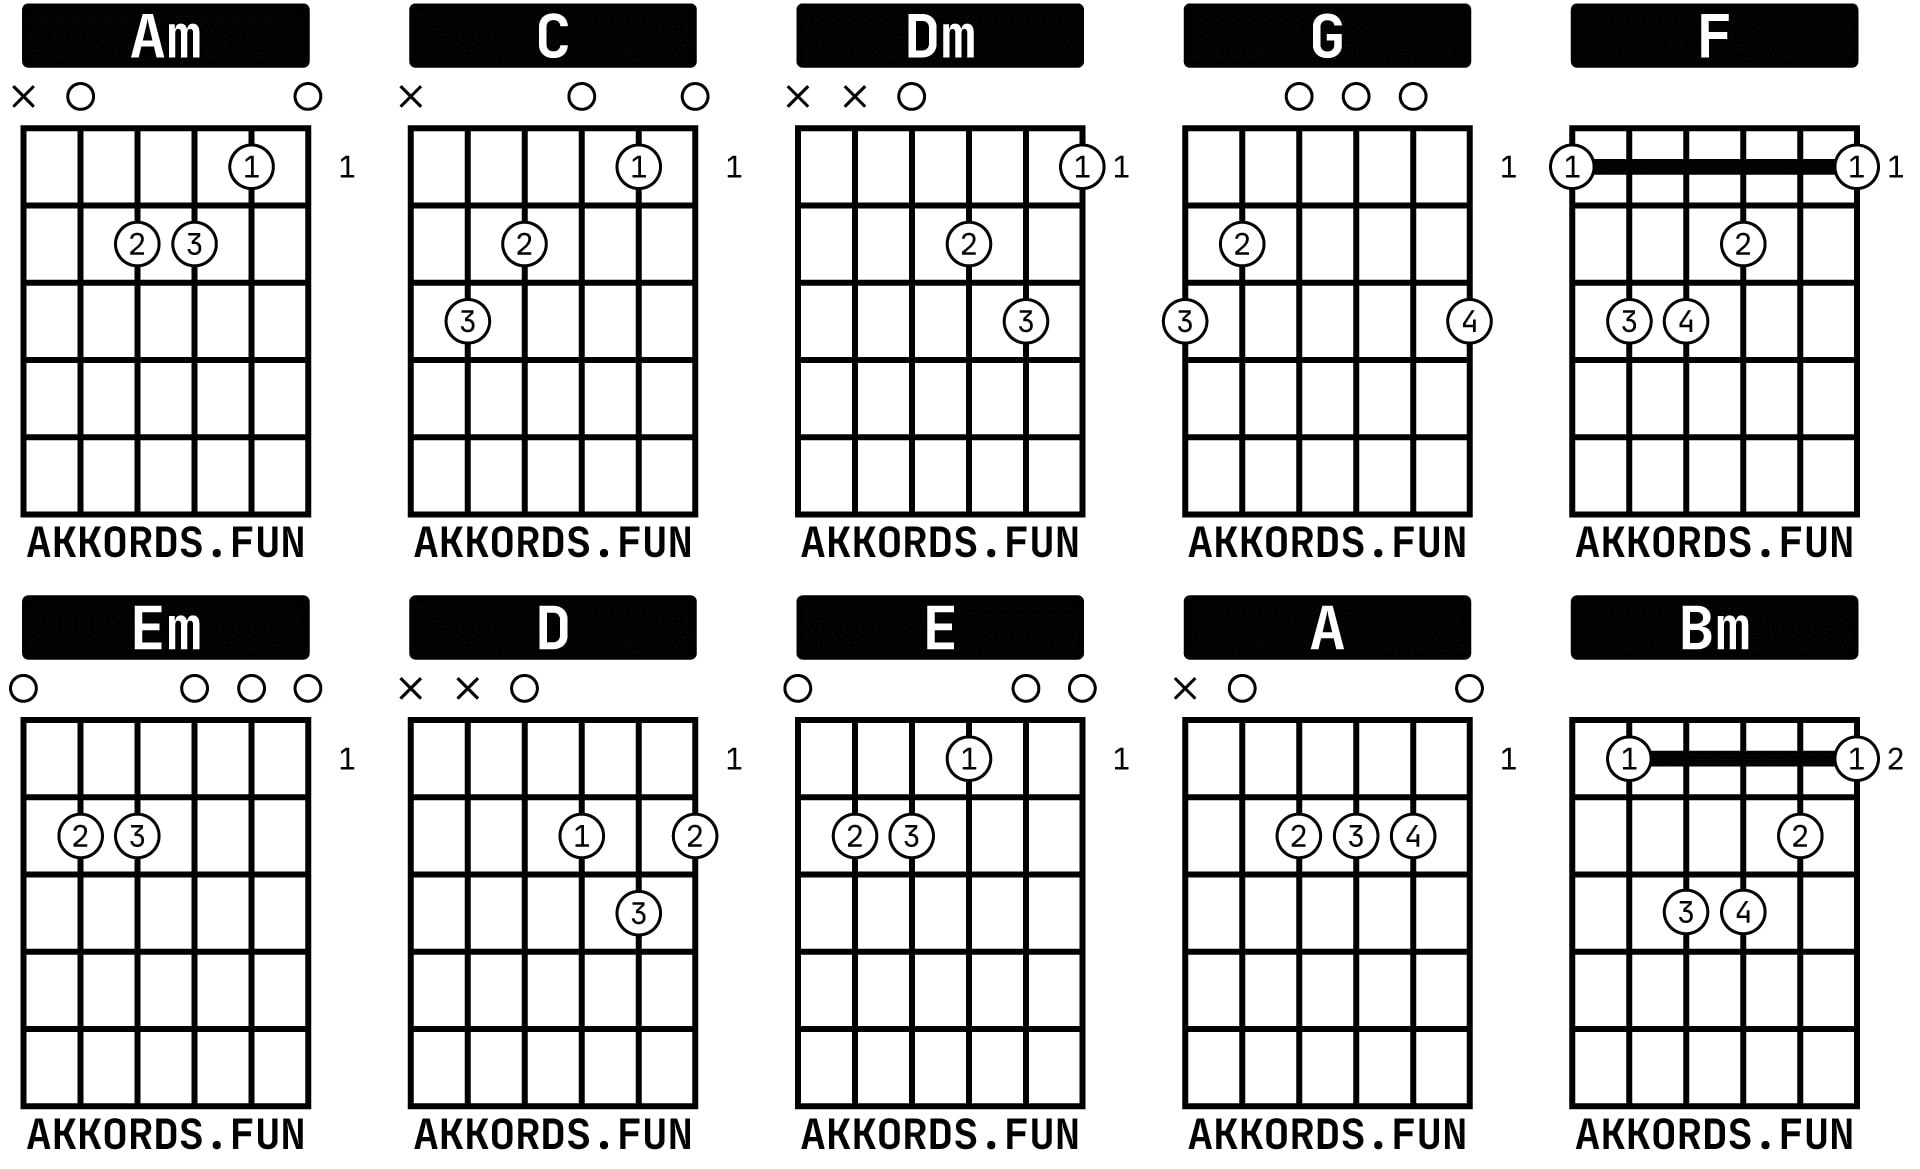 Am C Dm G F
× ○ ○ × ○ ○ × × ○ ○ ○ ○
1 1 1 1 1 1 1 1 1
2 3 2 2 2 2
3 3 3 4 3 4
AKKORDS.FUN AKKORDS.FUN AKKORDS.FUN AKKORDS.FUN AKKORDS.FUN
Em D E A Bm
○ ○ ○ ○ × × ○ ○ ○ ○ × ○ ○
1 1 1 1 1 1 1 2
2 3 1 2 2 3 2 3 4 2
3 3 4
AKKORDS.FUN AKKORDS.FUN AKKORDS.FUN AKKORDS.FUN AKKORDS.FUN